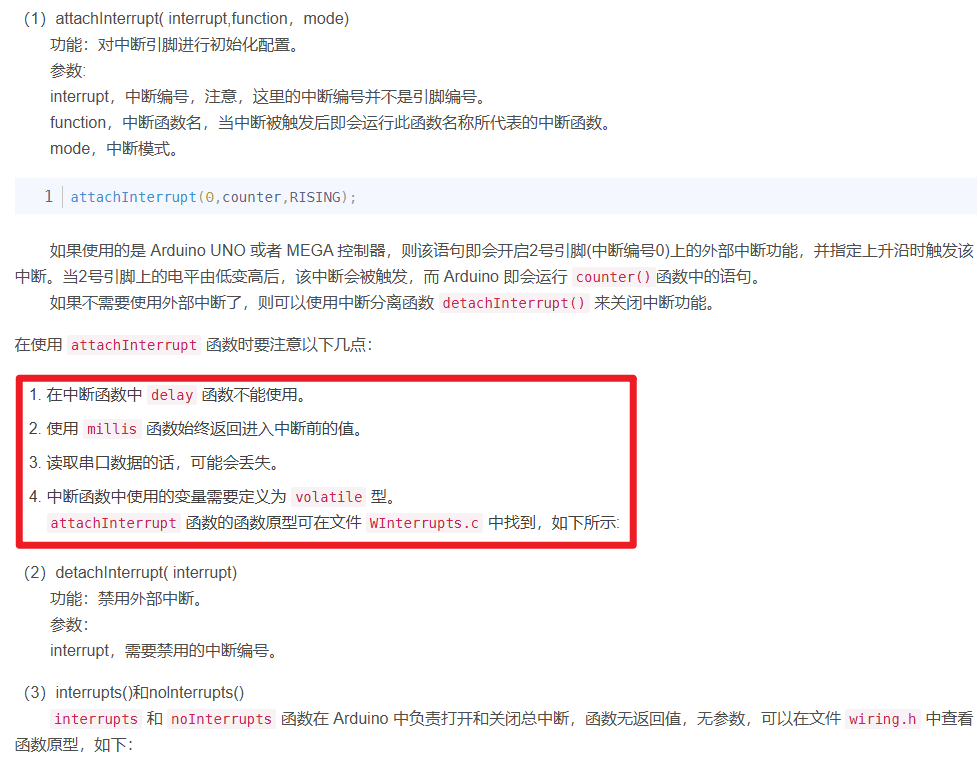 （1）attachInterrupt( interrupt,function，mode)
功能：对中断引脚进行初始化配置。
参数:
interrupt，中断编号，注意，这里的中断编号并不是引脚编号。
function，中断函数名，当中断被触发后即会运行此函数名称所代表的中断函数。
mode，中断模式。
1 attachInterrupt(0,counter,RISING);
如果使用的是 Arduino UNO 或者 MEGA 控制器，则该语句即会开启2号引脚(中断编号0)上的外部中断功能，并指定上升沿时触发该
中断。当2号引脚上的电平由低变高后，该中断会被触发，而 Arduino 即会运行 counter() 函数中的语句。
如果不需要使用外部中断了，则可以使用中断分离函数 detachInterrupt() 来关闭中断功能。
在使用 attachInterrupt 函数时要注意以下几点：
1. 在中断函数中 delay 函数不能使用。
2. 使用 millis 函数始终返回进入中断前的值。
3. 读取串口数据的话，可能会丢失。
4. 中断函数中使用的变量需要定义为 volatile 型。
attachInterrupt 函数的函数原型可在文件 WInterrupts.c 中找到，如下所示:
（2）detachInterrupt( interrupt)
功能：禁用外部中断。
参数：
interrupt，需要禁用的中断编号。
（3）interrupts()和noInterrupts()
interrupts 和 noInterrupts 函数在 Arduino 中负责打开和关闭总中断，函数无返回值，无参数，可以在文件 wiring.h 中查看
函数原型，如下：